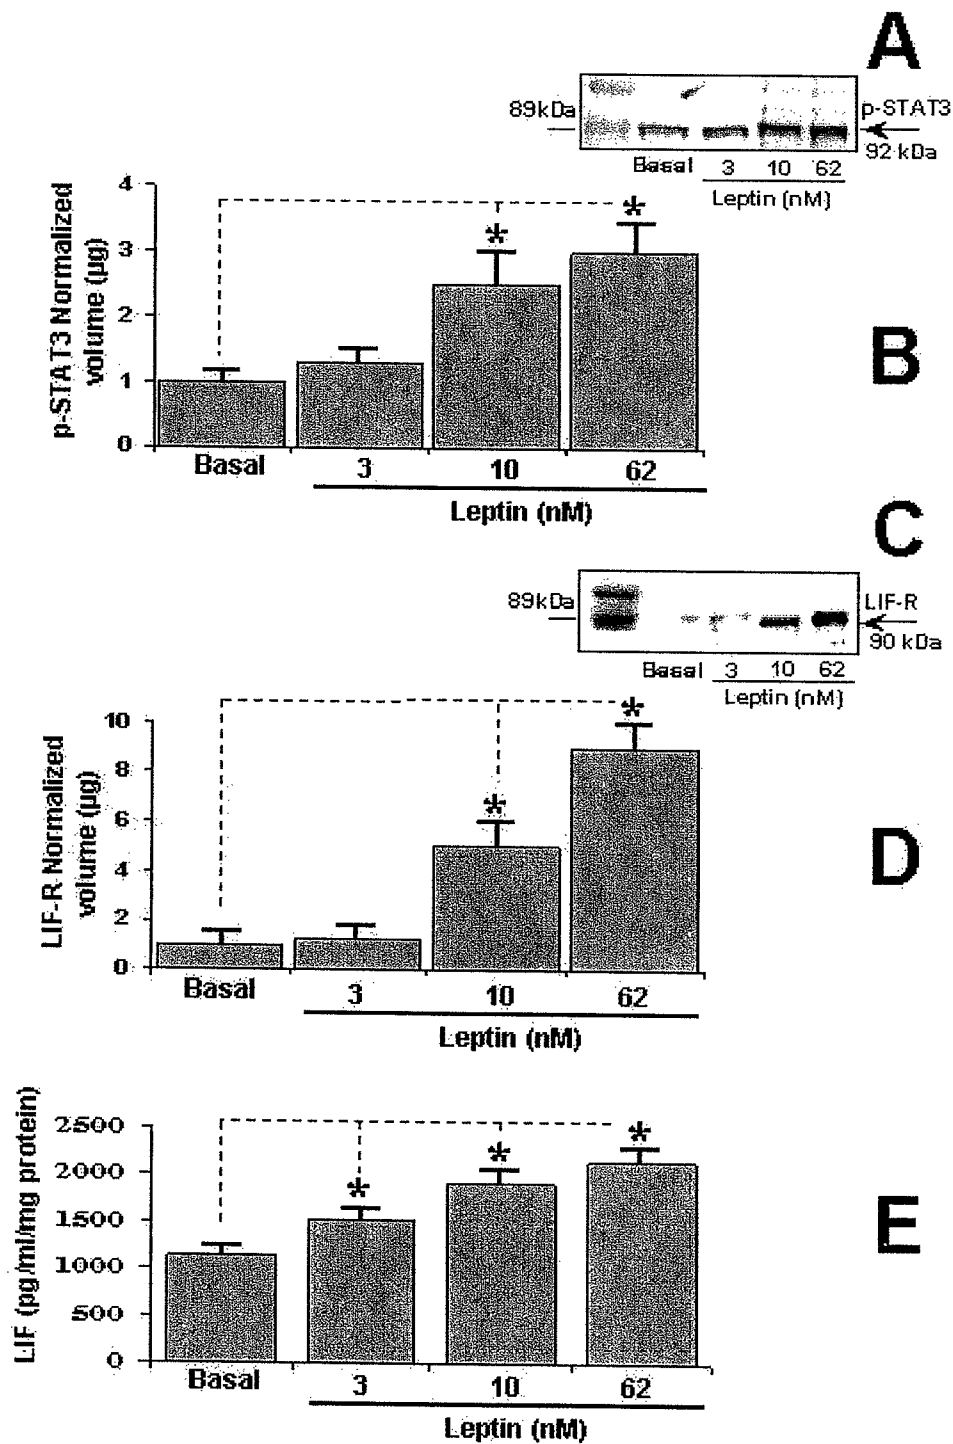 A
89kDa
p-STAT3
92 kDa
Basal 3 10 62
Leptin (nM)
p-STAT3 Normalized
volume (µg)
4
3
2
1
0
* *
Basal 3 10 62
Leptin (nM)
B
C
89kDa
LIF-R
90 kDa
Basal 3 10 62
Leptin (nM)
LIF-R Normalized
volume (µg)
10
8
6
4
2
0
* *
Basal 3 10 62
Leptin (nM)
D
LIF (pg/ml/mg protein)
2500
2000
1500
1000
500
0
* * *
Basal 3 10 62
Leptin (nM)
E